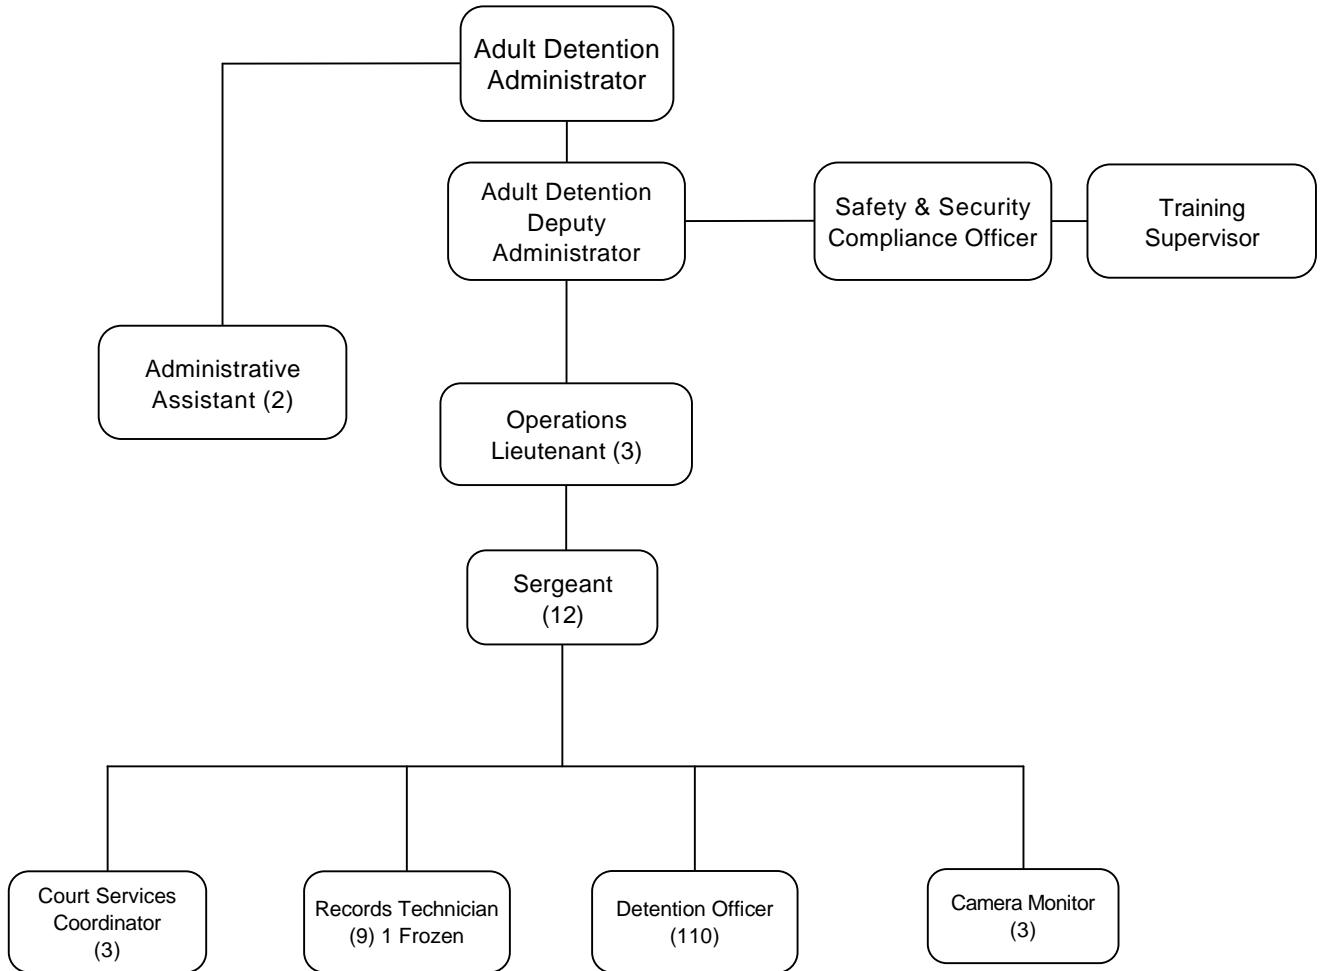 Adult Detention
Administrator
Adult Detention
Deputy
Administrator
Safety & Security
Compliance Officer
Training
Supervisor
Administrative
Assistant (2)
Operations
Lieutenant (3)
Sergeant
(12)
Court Services
Coordinator
(3)
Records Technician
(9) 1 Frozen
Detention Officer
(110)
Camera Monitor
(3)